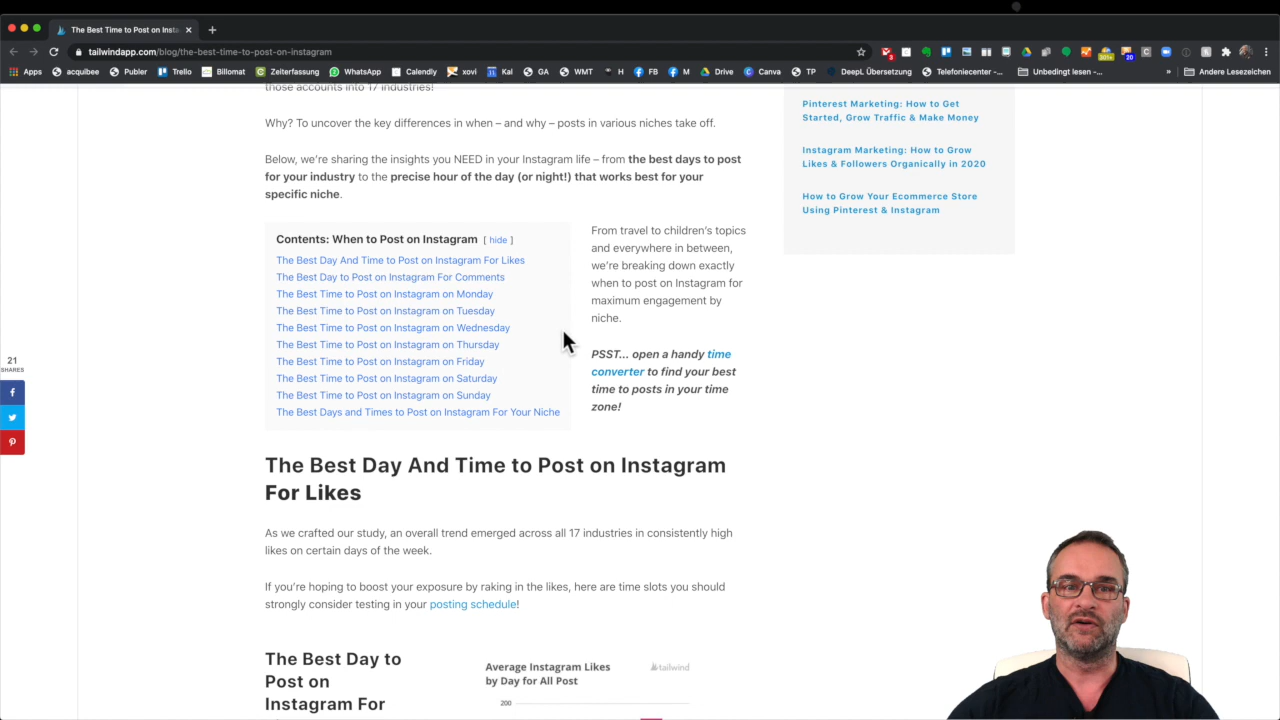 The Best Time to Post on Insta
tailwindapp.com/blog/the-best-time-to-post-on-instagram
Apps
acquibee
Publer
Trello
Billomat
Zeiterfassung
WhatsApp
Calendly
xovi
Kal
GA
WMT
H
FB
M
Drive
Canva
TP
DeepL Übersetzung
Telefoniecenter -...
Unbedingt lesen -...
»
Andere Lesezeichen
those accounts into 17 industries!
Why? To uncover the key differences in when – and why – posts in various niches take off.
Below, we're sharing the insights you NEED in your Instagram life – from the best days to post
for your industry to the precise hour of the day (or night!) that works best for your
specific niche.
Contents: When to Post on Instagram [ hide ]
The Best Day And Time to Post on Instagram For Likes
The Best Day to Post on Instagram For Comments
The Best Time to Post on Instagram on Monday
The Best Time to Post on Instagram on Tuesday
The Best Time to Post on Instagram on Wednesday
The Best Time to Post on Instagram on Thursday
The Best Time to Post on Instagram on Friday
The Best Time to Post on Instagram on Saturday
The Best Time to Post on Instagram on Sunday
The Best Days and Times to Post on Instagram For Your Niche
From travel to children's topics
and everywhere in between,
we're breaking down exactly
when to post on Instagram for
maximum engagement by
niche.
PSST... open a handy time
converter to find your best
time to posts in your time
zone!
21
SHARES
The Best Day And Time to Post on Instagram
For Likes
As we crafted our study, an overall trend emerged across all 17 industries in consistently high
likes on certain days of the week.
If you're hoping to boost your exposure by raking in the likes, here are time slots you should
strongly consider testing in your posting schedule!
The Best Day to
Post on
Instagram For
Average Instagram Likes
by Day for All Post
tailwind
200
Pinterest Marketing: How to Get
Started, Grow Traffic & Make Money
Instagram Marketing: How to Grow
Likes & Followers Organically in 2020
How to Grow Your Ecommerce Store
Using Pinterest & Instagram